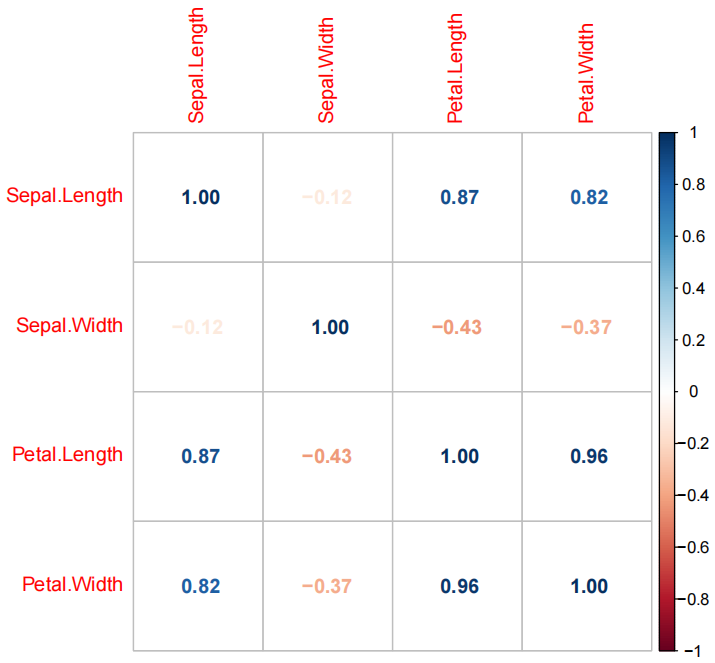 Sepal.Length
Sepal.Width
Petal.Length
Petal.Width
Sepal.Length 1.00 −0.12 0.87 0.82
Sepal.Width −0.12 1.00 −0.43 −0.37
Petal.Length 0.87 −0.43 1.00 0.96
Petal.Width 0.82 −0.37 0.96 1.00
1
0.8
0.6
0.4
0.2
0
−0.2
−0.4
−0.6
−0.8
−1